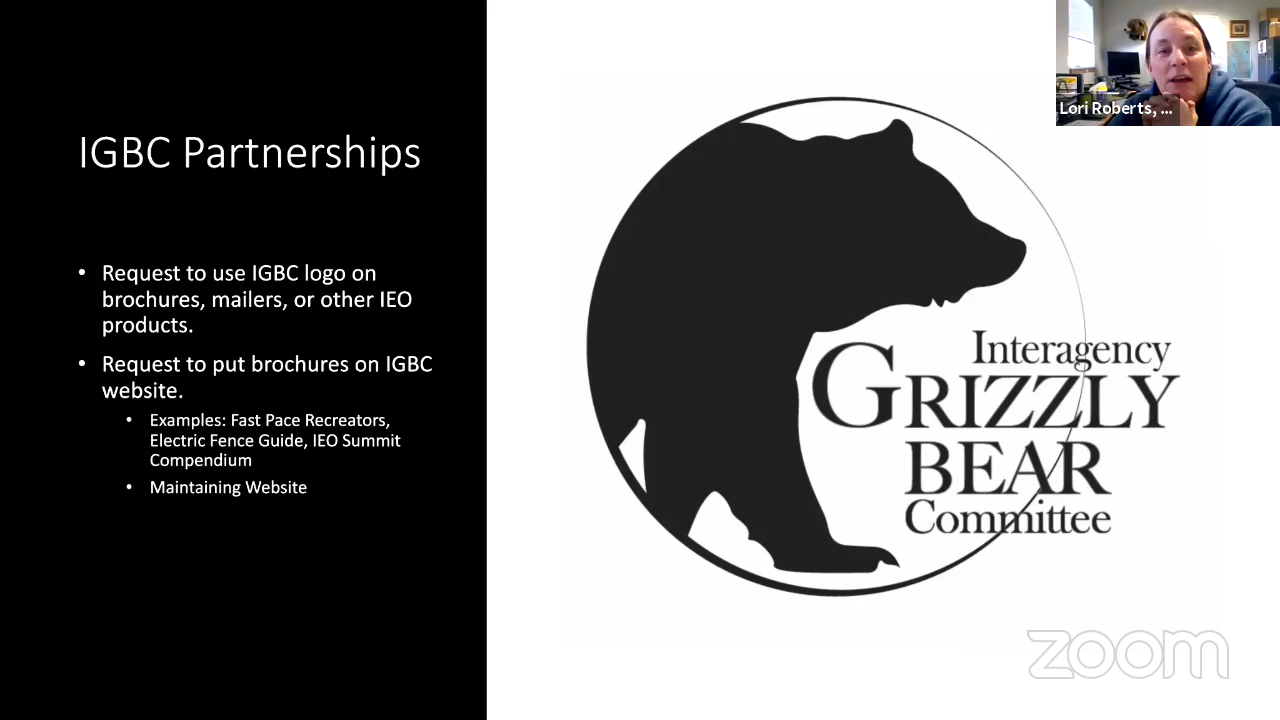 IGBC Partnerships
• Request to use IGBC logo on
brochures, mailers, or other IEO
products.
• Request to put brochures on IGBC
website.
• Examples: Fast Pace Recreators,
Electric Fence Guide, IEO Summit
Compendium
• Maintaining Website
Interagency
GRIZZLY
BEAR
Committee
Lori Roberts, ...
zoom